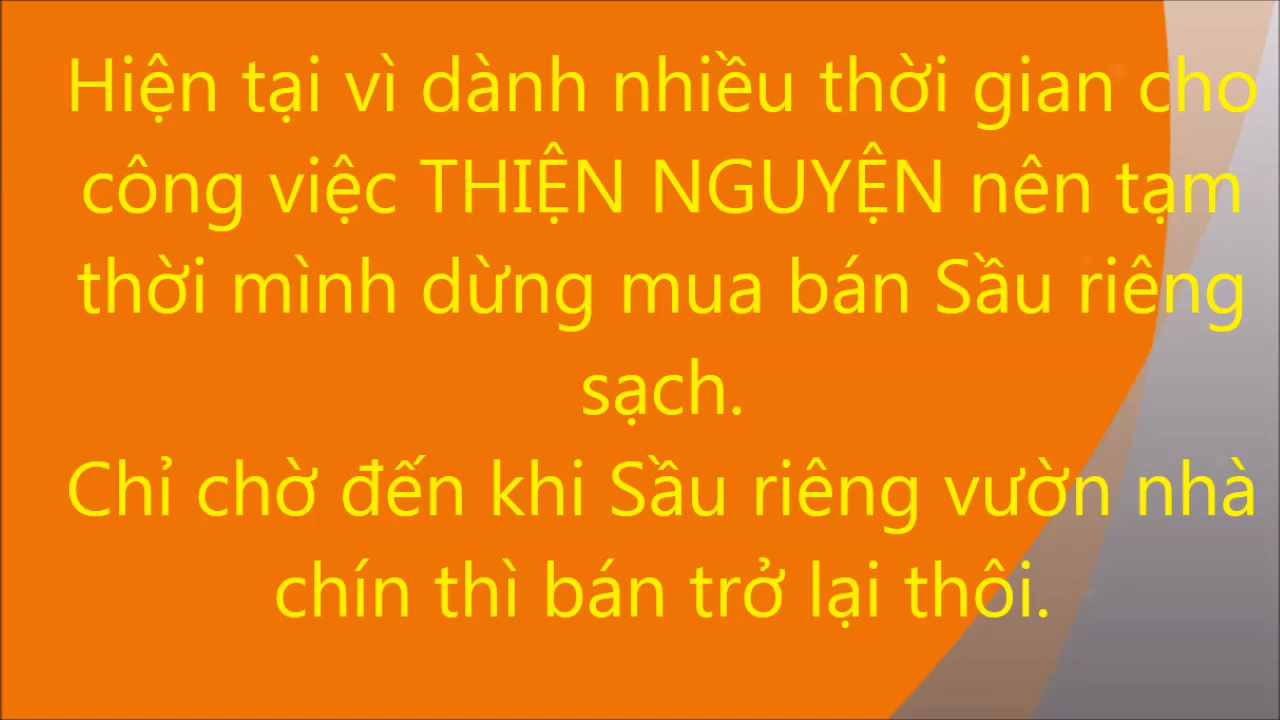 Hiện tại vì dành nhiều thời gian cho
công việc THIỆN NGUYỆN nên tạm
thời mình dừng mua bán Sầu riêng
sạch.
Chỉ chờ đến khi Sầu riêng vườn nhà
chín thì bán trở lại thôi.